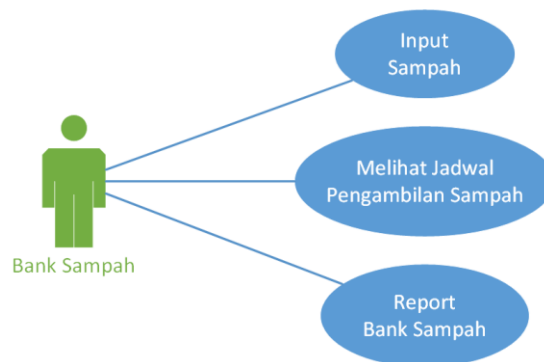 Input
Sampah
Melihat Jadwal
Pengambilan Sampah
Bank Sampah
Report
Bank Sampah